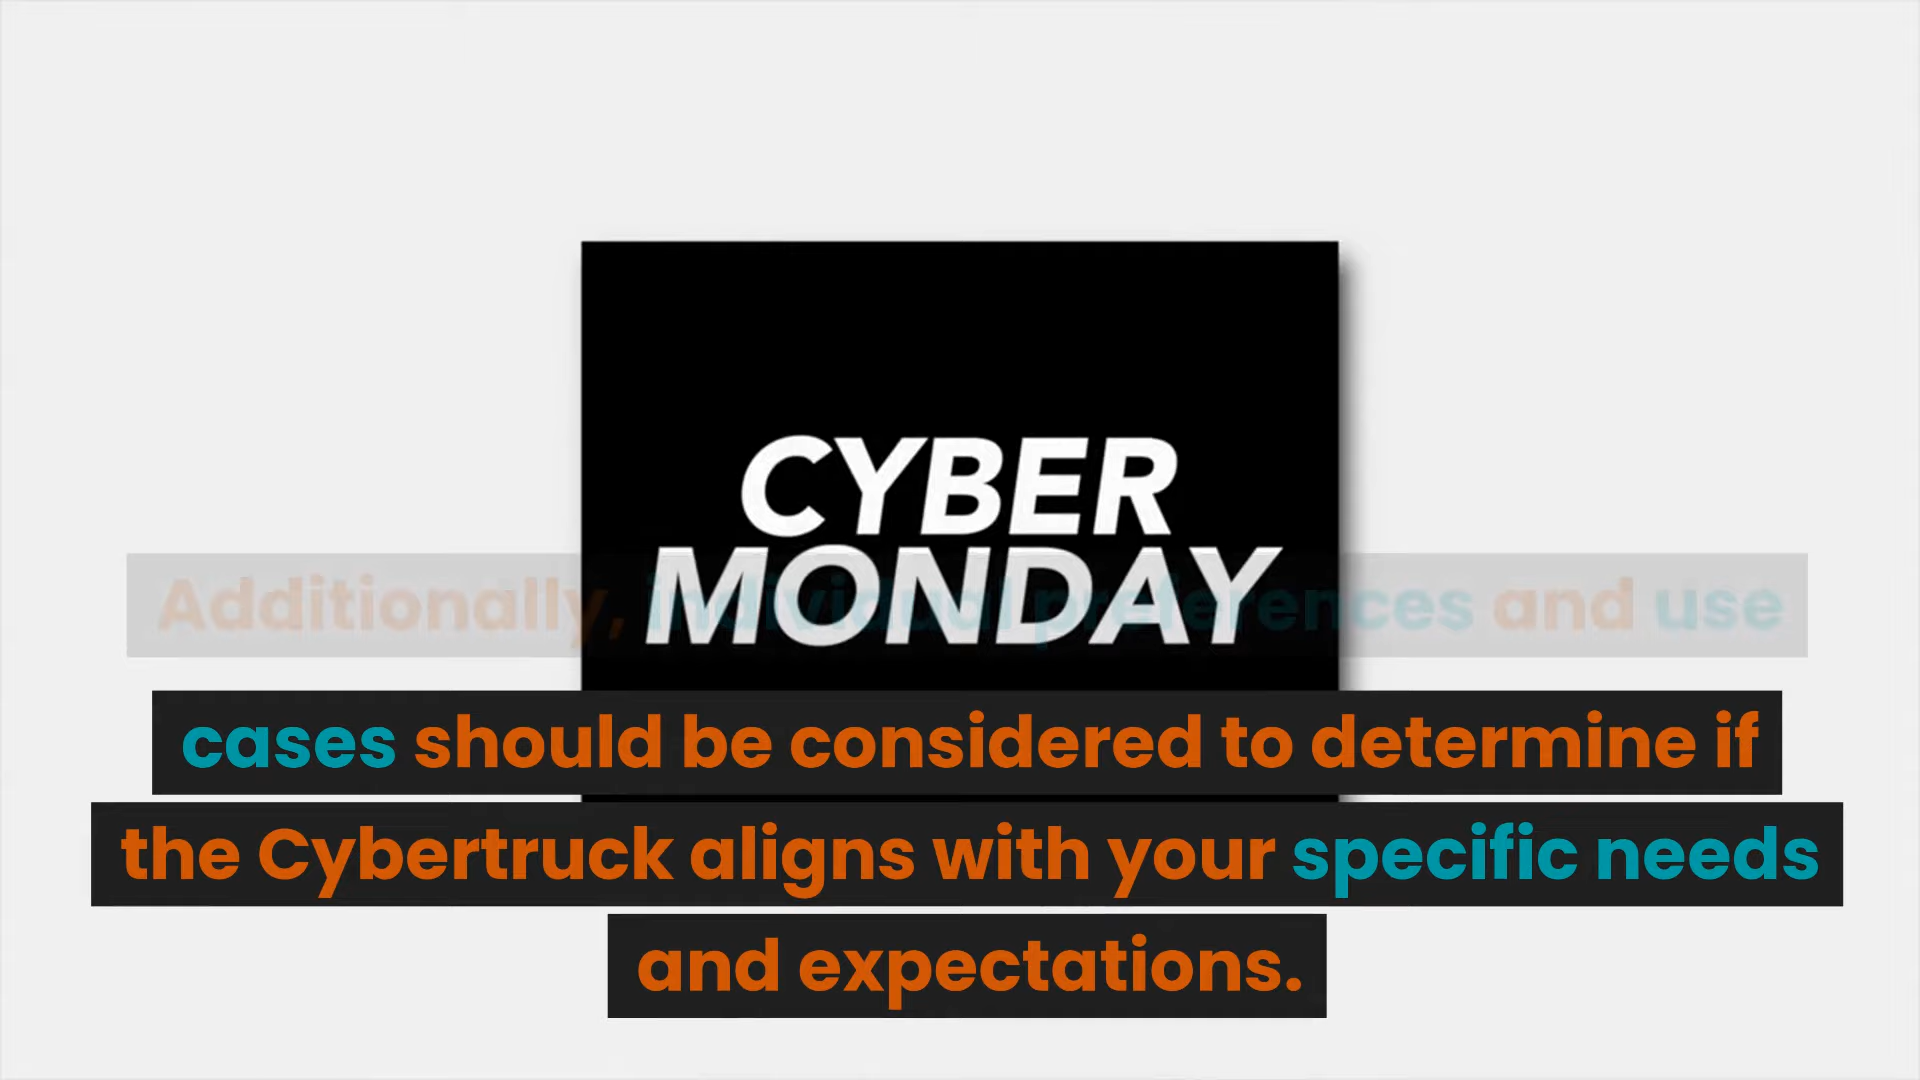 CYBER
MONDAY
Additionally, individual preferences and use
cases should be considered to determine if
the Cybertruck aligns with your specific needs
and expectations.